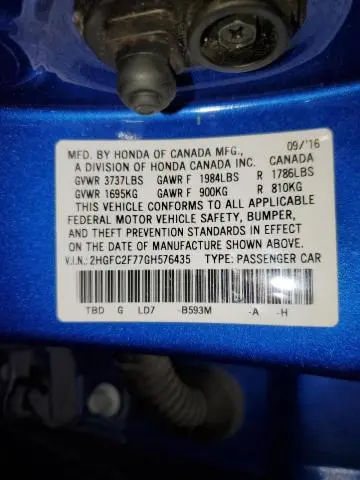 MFD. BY HONDA OF CANADA MFG., 09/'16
A DIVISION OF HONDA CANADA INC. CANADA
GVWR 3737LBS GAWR F 1984LBS R 1786LBS
GVWR 1695KG GAWR F 900KG R 810KG
THIS VEHICLE CONFORMS TO ALL APPLICABLE
FEDERAL MOTOR VEHICLE SAFETY, BUMPER,
AND THEFT PREVENTION STANDARDS IN EFFECT
ON THE DATE OF MANUFACTURE SHOWN ABOVE.
V.I.N.: 2HGFC2F77GH576435 TYPE: PASSENGER CAR
TBD G LD7 -B593M -A -H